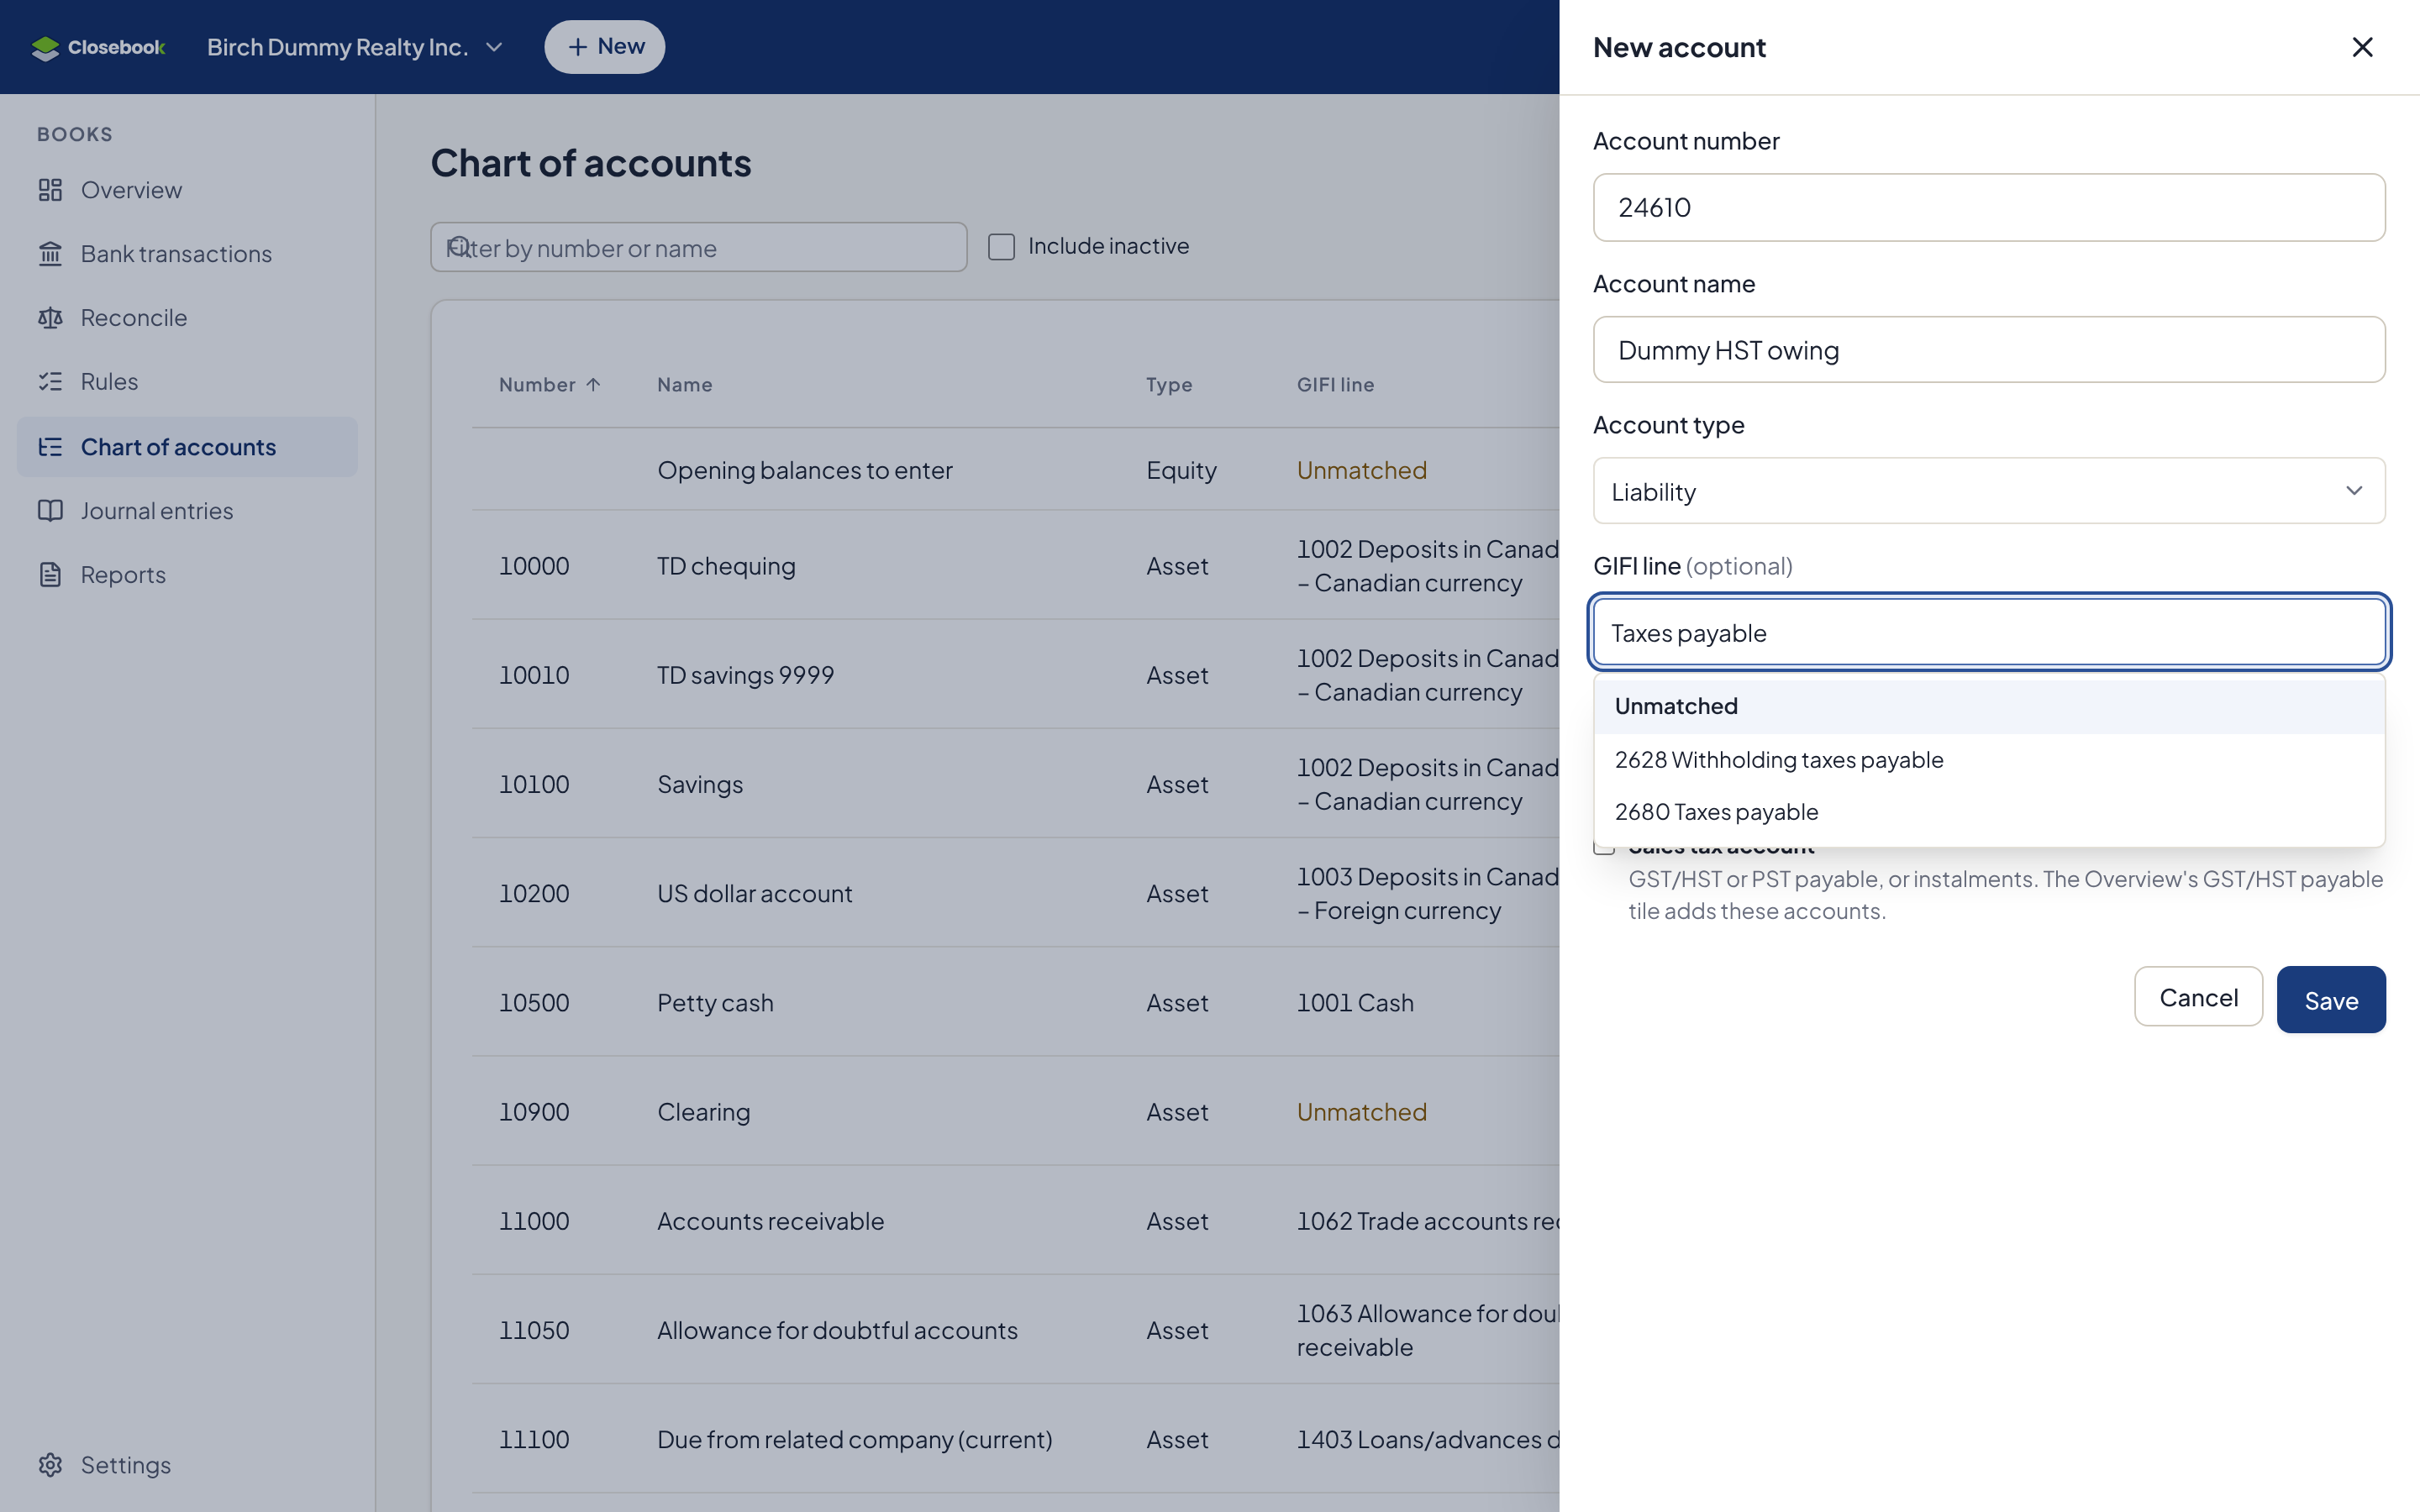 Closebook
Birch Dummy Realty Inc.
New
BOOKS
Overview
Bank transactions
Reconcile
Rules
Chart of accounts
Journal entries
Reports
Settings
Chart of accounts
Filter by number or name
Include inactive
Number Name Type GIFI line
Opening balances to enter Equity Unmatched
10000 TD chequing Asset 1002 Deposits in Canad
– Canadian currency
10010 TD savings 9999 Asset 1002 Deposits in Canad
– Canadian currency
10100 Savings Asset 1002 Deposits in Canad
– Canadian currency
10200 US dollar account Asset 1003 Deposits in Canad
– Foreign currency
10500 Petty cash Asset 1001 Cash
10900 Clearing Asset Unmatched
11000 Accounts receivable Asset 1062 Trade accounts rec
11050 Allowance for doubtful accounts Asset 1063 Allowance for doul
receivable
11100 Due from related company (current) Asset 1403 Loans/advances d
New account
Account number
24610
Account name
Dummy HST owing
Account type
Liability
GIFI line (optional)
Taxes payable
Unmatched
2628 Withholding taxes payable
2680 Taxes payable
Sales tax account
GST/HST or PST payable, or instalments. The Overview's GST/HST payable
tile adds these accounts.
Cancel
Save